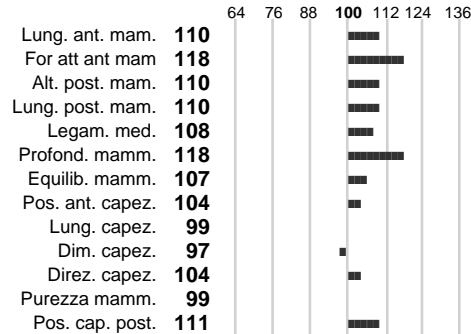 64 76 88 100 112 124 136
Lung. ant. mam. 110
For att ant mam 118
Alt. post. mam. 110
Lung. post. mam. 110
Legam. med. 108
Profond. mamm. 118
Equilib. mamm. 107
Pos. ant. capez. 104
Lung. capez. 99
Dim. capez. 97
Direz. capez. 104
Purezza mamm. 99
Pos. cap. post. 111